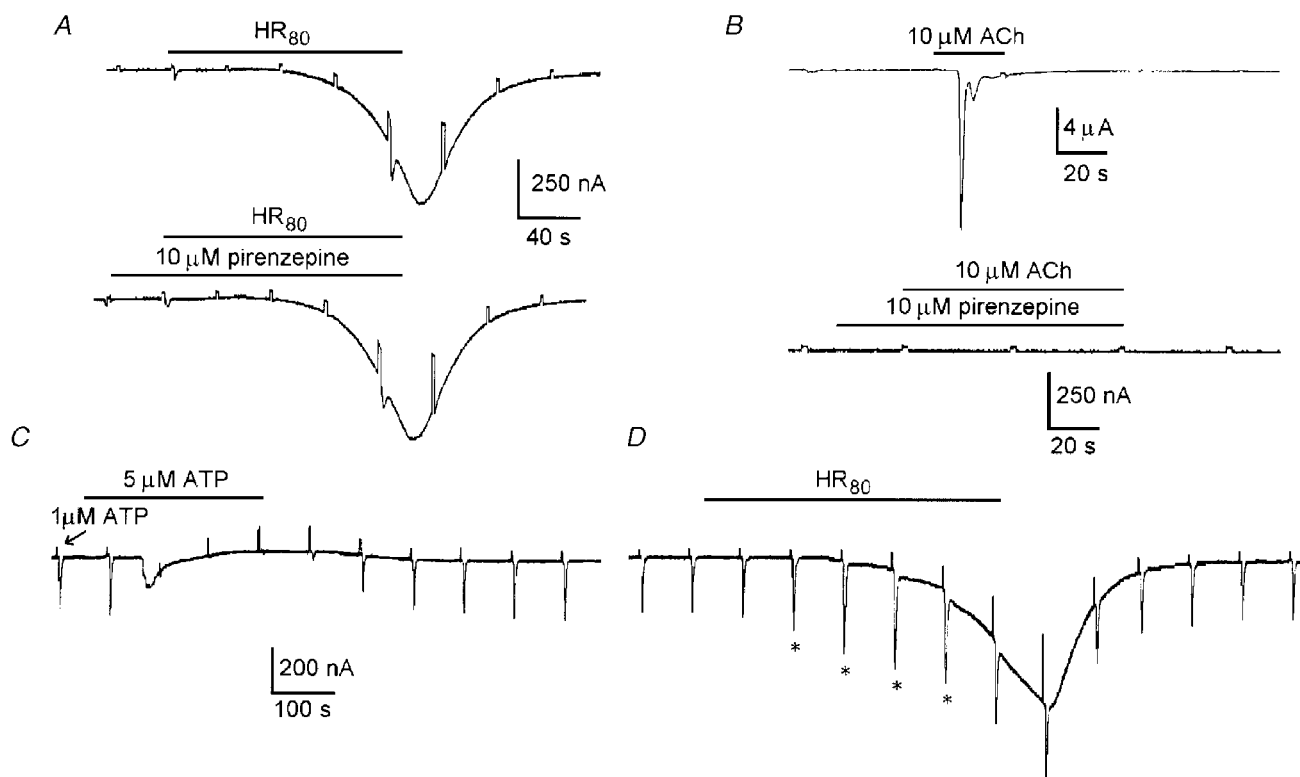 A
HR80
250 nA
40 s
HR80
10 μM pirenzepine
B
10 μM ACh
4 μA
20 s
10 μM ACh
10 μM pirenzepine
250 nA
20 s
C
5 μM ATP
1μM ATP
200 nA
100 s
D
HR80
* * * *